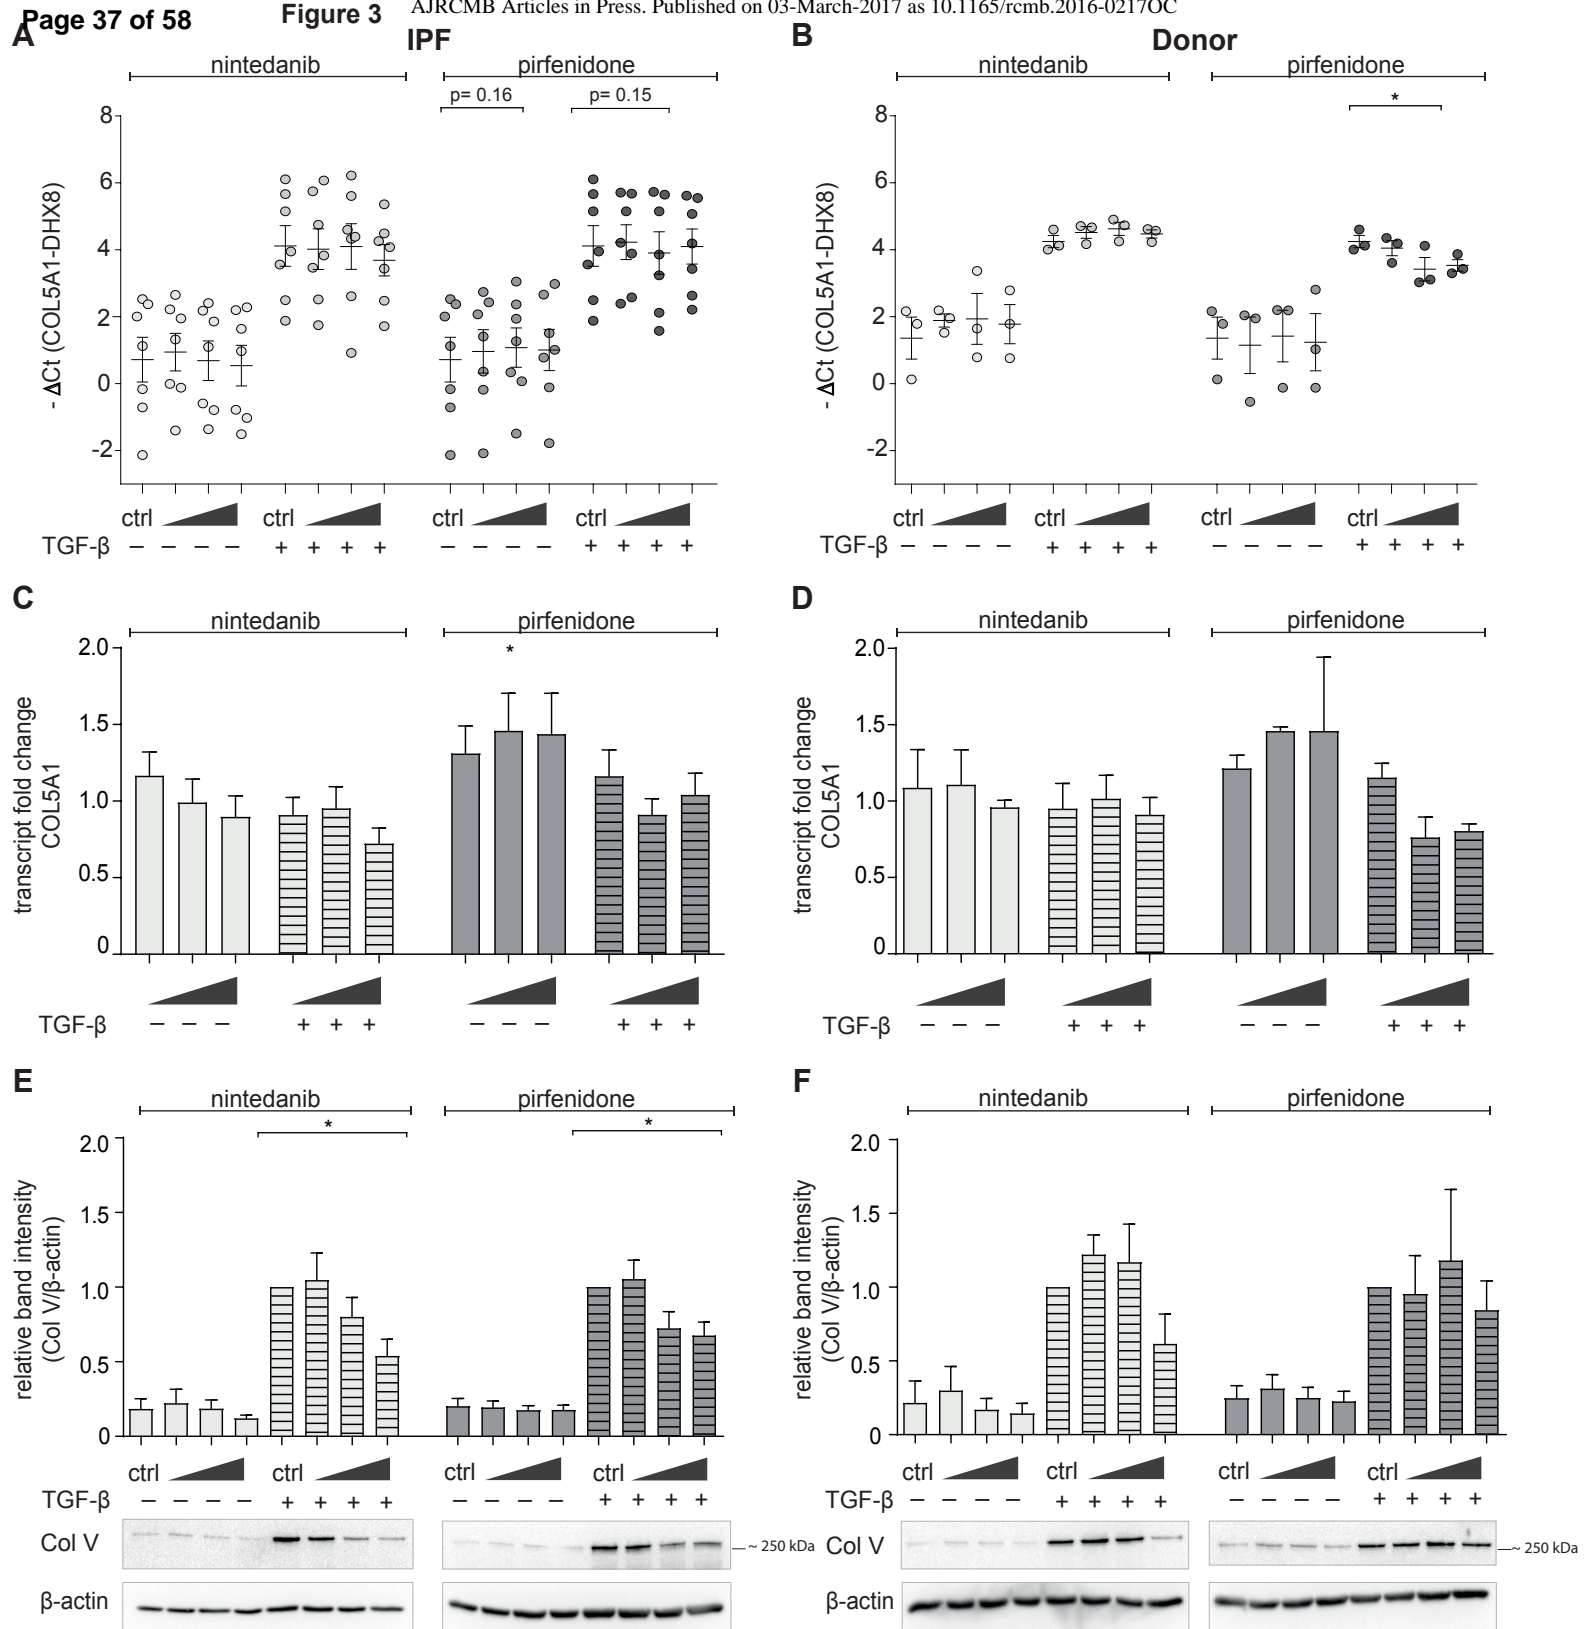 Page 37 of 58
Figure 3
AJRCMB Articles in Press. Published on 03-March-2017 as 10.1165/rcmb.2016-0217OC
A
IPF
nintedanib
pirfenidone
p= 0.16
p= 0.15
8
6
4
2
0
-2
- ΔCt (COL5A1-DHX8)
ctrl ctrl ctrl ctrl
TGF-β − − − − + + + + − − − − + + + +
B
Donor
nintedanib
pirfenidone
*
8
6
4
2
0
-2
- ΔCt (COL5A1-DHX8)
ctrl ctrl ctrl ctrl
TGF-β − − − − + + + + − − − − + + + +
C
nintedanib
pirfenidone
*
2.0
1.5
1.0
0.5
0
transcript fold change
COL5A1
TGF-β − − − + + + − − − + + +
D
nintedanib
pirfenidone
2.0
1.5
1.0
0.5
0
transcript fold change
COL5A1
TGF-β − − − + + + − − − + + +
E
nintedanib
pirfenidone
*
*
2.0
1.5
1.0
0.5
0
relative band intensity
(Col V/β-actin)
ctrl ctrl ctrl ctrl
TGF-β − − − − + + + + − − − − + + + +
Col V
~ 250 kDa
β-actin
F
nintedanib
pirfenidone
2.0
1.5
1.0
0.5
0
relative band intensity
(Col V/β-actin)
ctrl ctrl ctrl ctrl
TGF-β − − − − + + + + − − − − + + + +
Col V
~ 250 kDa
β-actin